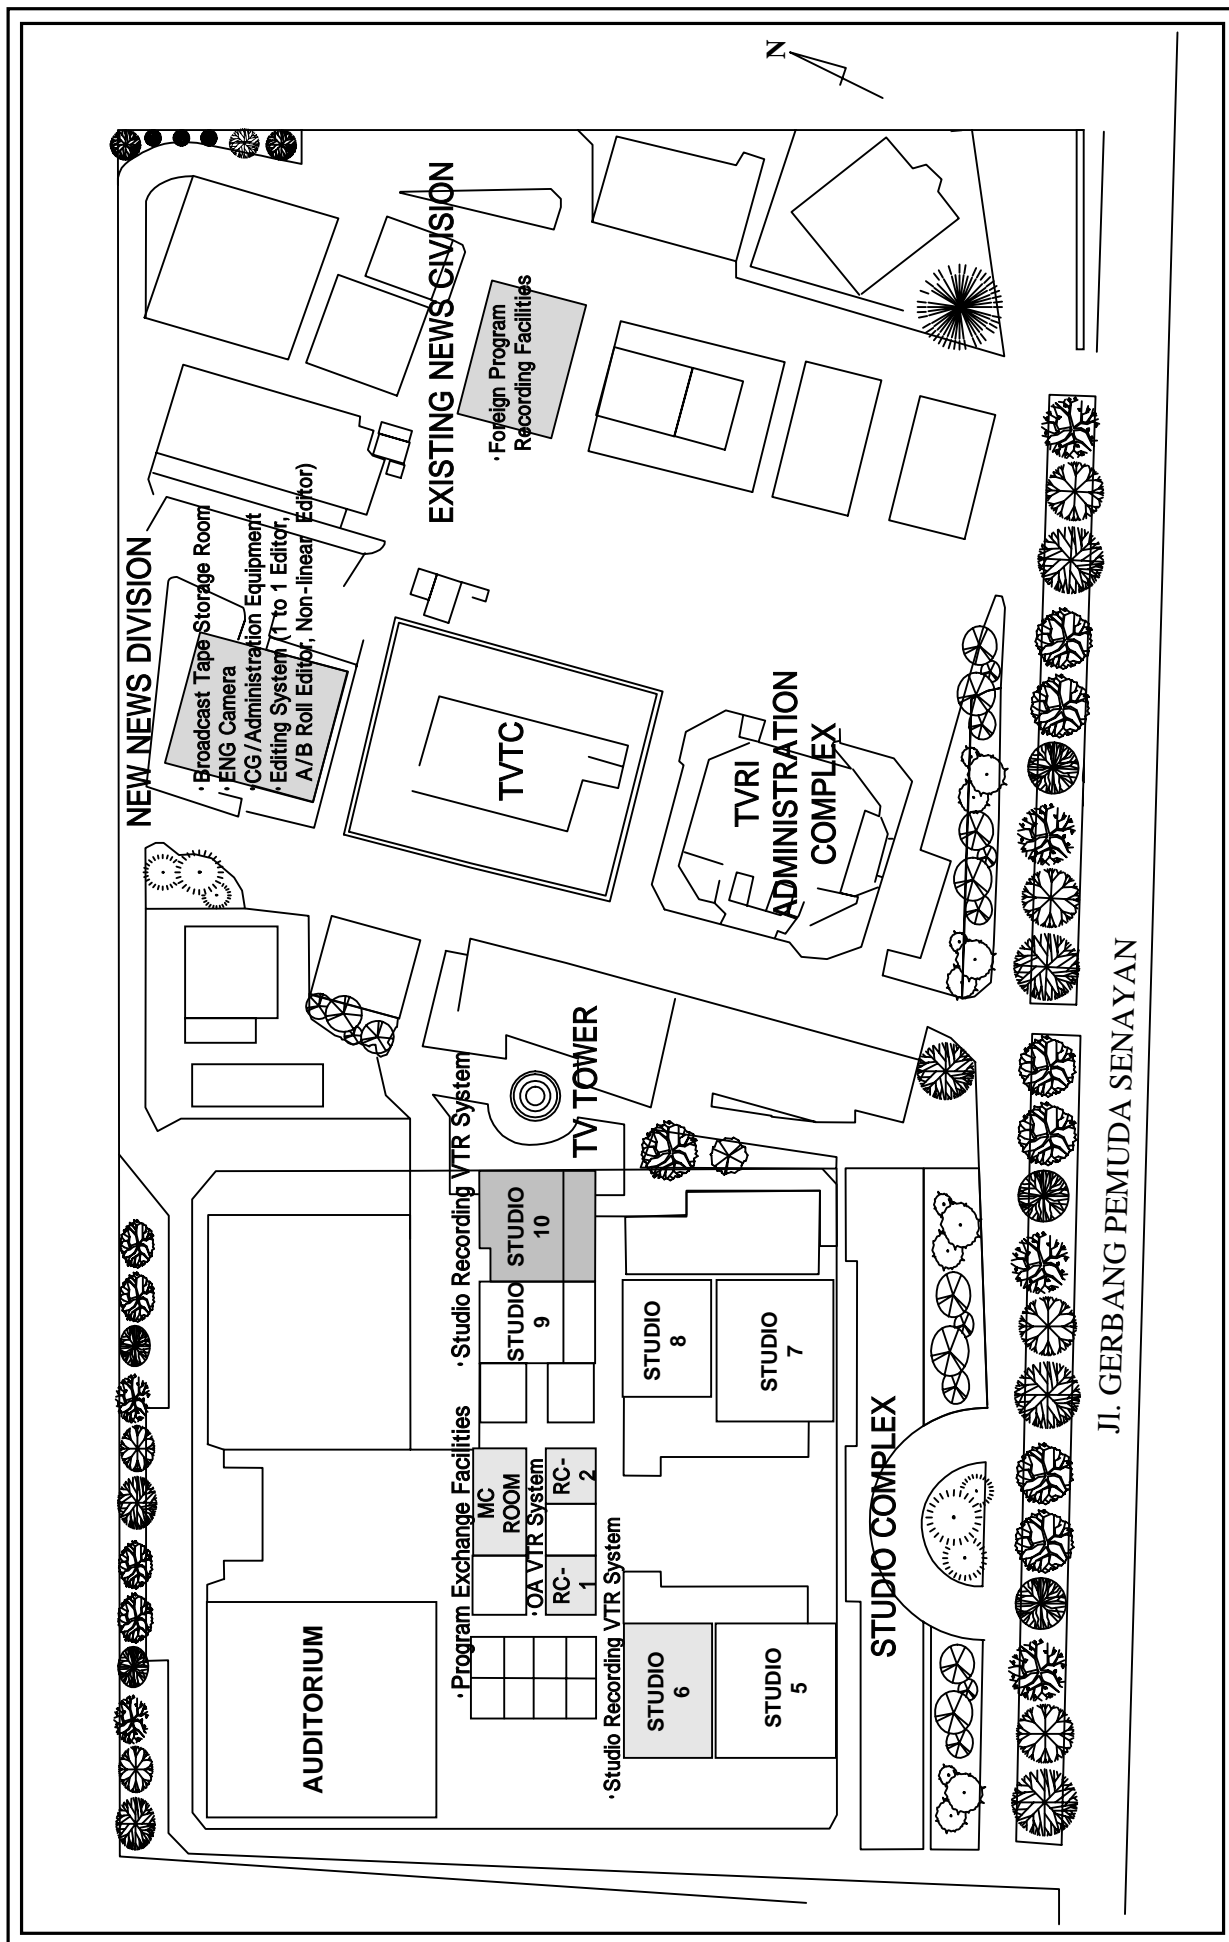 N
NEW NEWS DIVISION
· Broadcast Tape Storage Room
· ENG Camera
· CG / Administration Equipment
· Editing System (1 to 1 Editor,
A/B Roll Editor, Non-linear Editor)
EXISTING NEWS CIVISION
· Foreign Program
Recording Facilities
TVTC
TVRI
ADMINISTRATION
COMPLEX
TV TOWER
· Studio Recording VTR System
STUDIO
10
STUDIO
9
STUDIO
8
STUDIO
7
· Program Exchange Facilities
MC
ROOM
· OA VTR System
RC-
2
RC-
1
· Studio Recording VTR System
STUDIO
6
STUDIO
5
AUDITORIUM
STUDIO COMPLEX
Jl. GERBANG PEMUDA SENAYAN